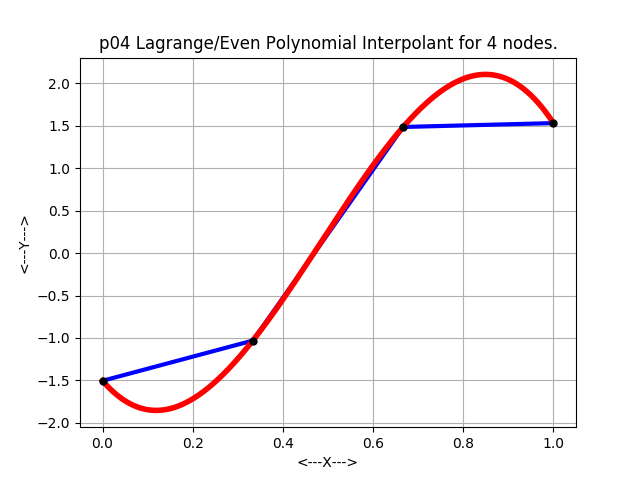 p04 Lagrange/Even Polynomial Interpolant for 4 nodes.
2.0
1.5
1.0
0.5
0.0
−0.5
−1.0
−1.5
−2.0
<---Y--->
0.0 0.2 0.4 0.6 0.8 1.0
<---X--->